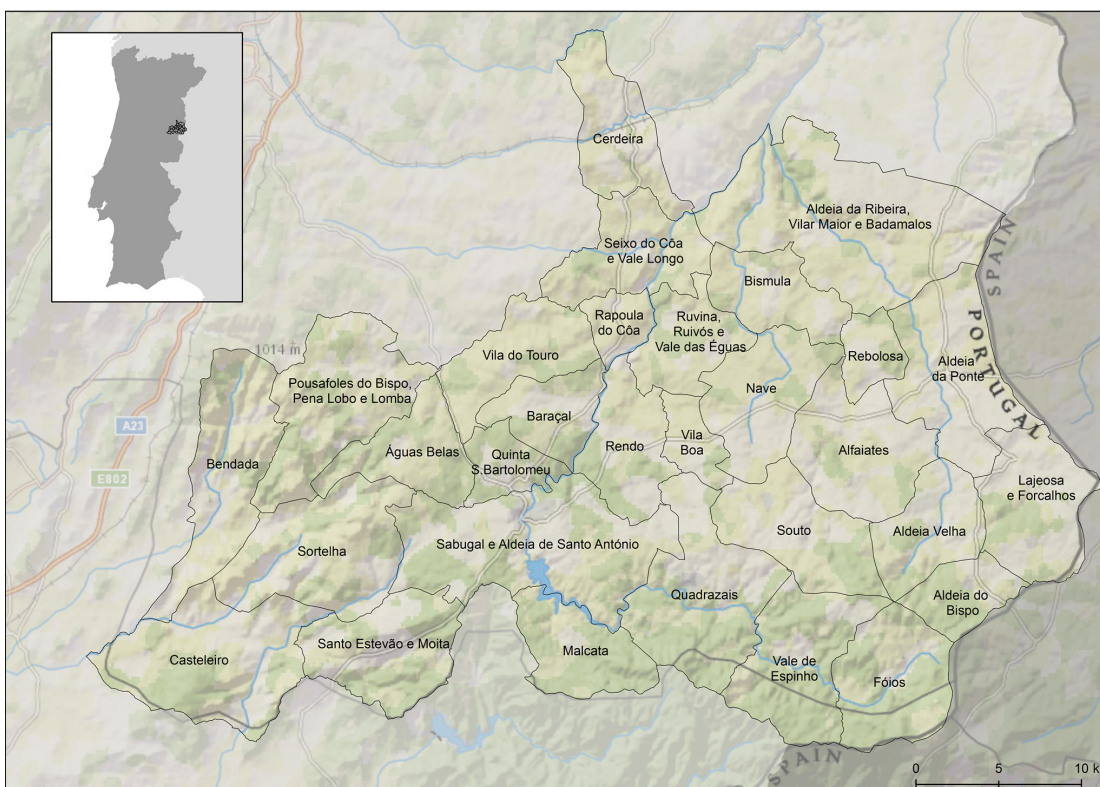 Cerdeira
Aldeia da Ribeira,
Vilar Maior e Badamalos
SPAIN
Seixo do Côa
e Vale Longo
Bismula
Rapoula
do Côa
Ruvina,
Ruivós e
Vale das Éguas
PORTUGAL
1014 m
Vila do Touro
Rebolosa
Aldeia
da Ponte
Pousafoles do Bispo,
Pena Lobo e Lomba
Nave
Baraçal
A23
Bendada
Águas Belas
Quinta
S.Bartolomeu
Rendo
Vila
Boa
Alfaiates
E802
Lajeosa
e Forcalhos
Sortelha
Sabugal e Aldeia de Santo António
Souto
Aldeia Velha
Quadrazais
Aldeia do
Bispo
Casteleiro
Santo Estevão e Moita
Malcata
Vale de
Espinho
Fóios
SPAIN
0 5 10 k